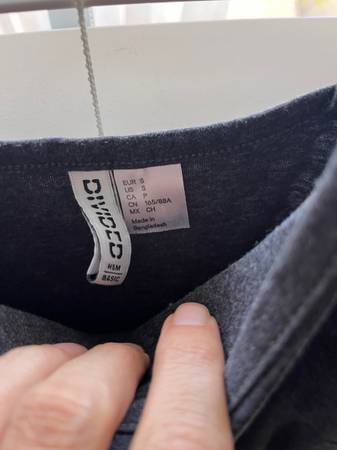 DIVIDED
H&M
BASIC
EUR S
US S
CA P
CN 165/88A
MX CH
Made in
Bangladesh